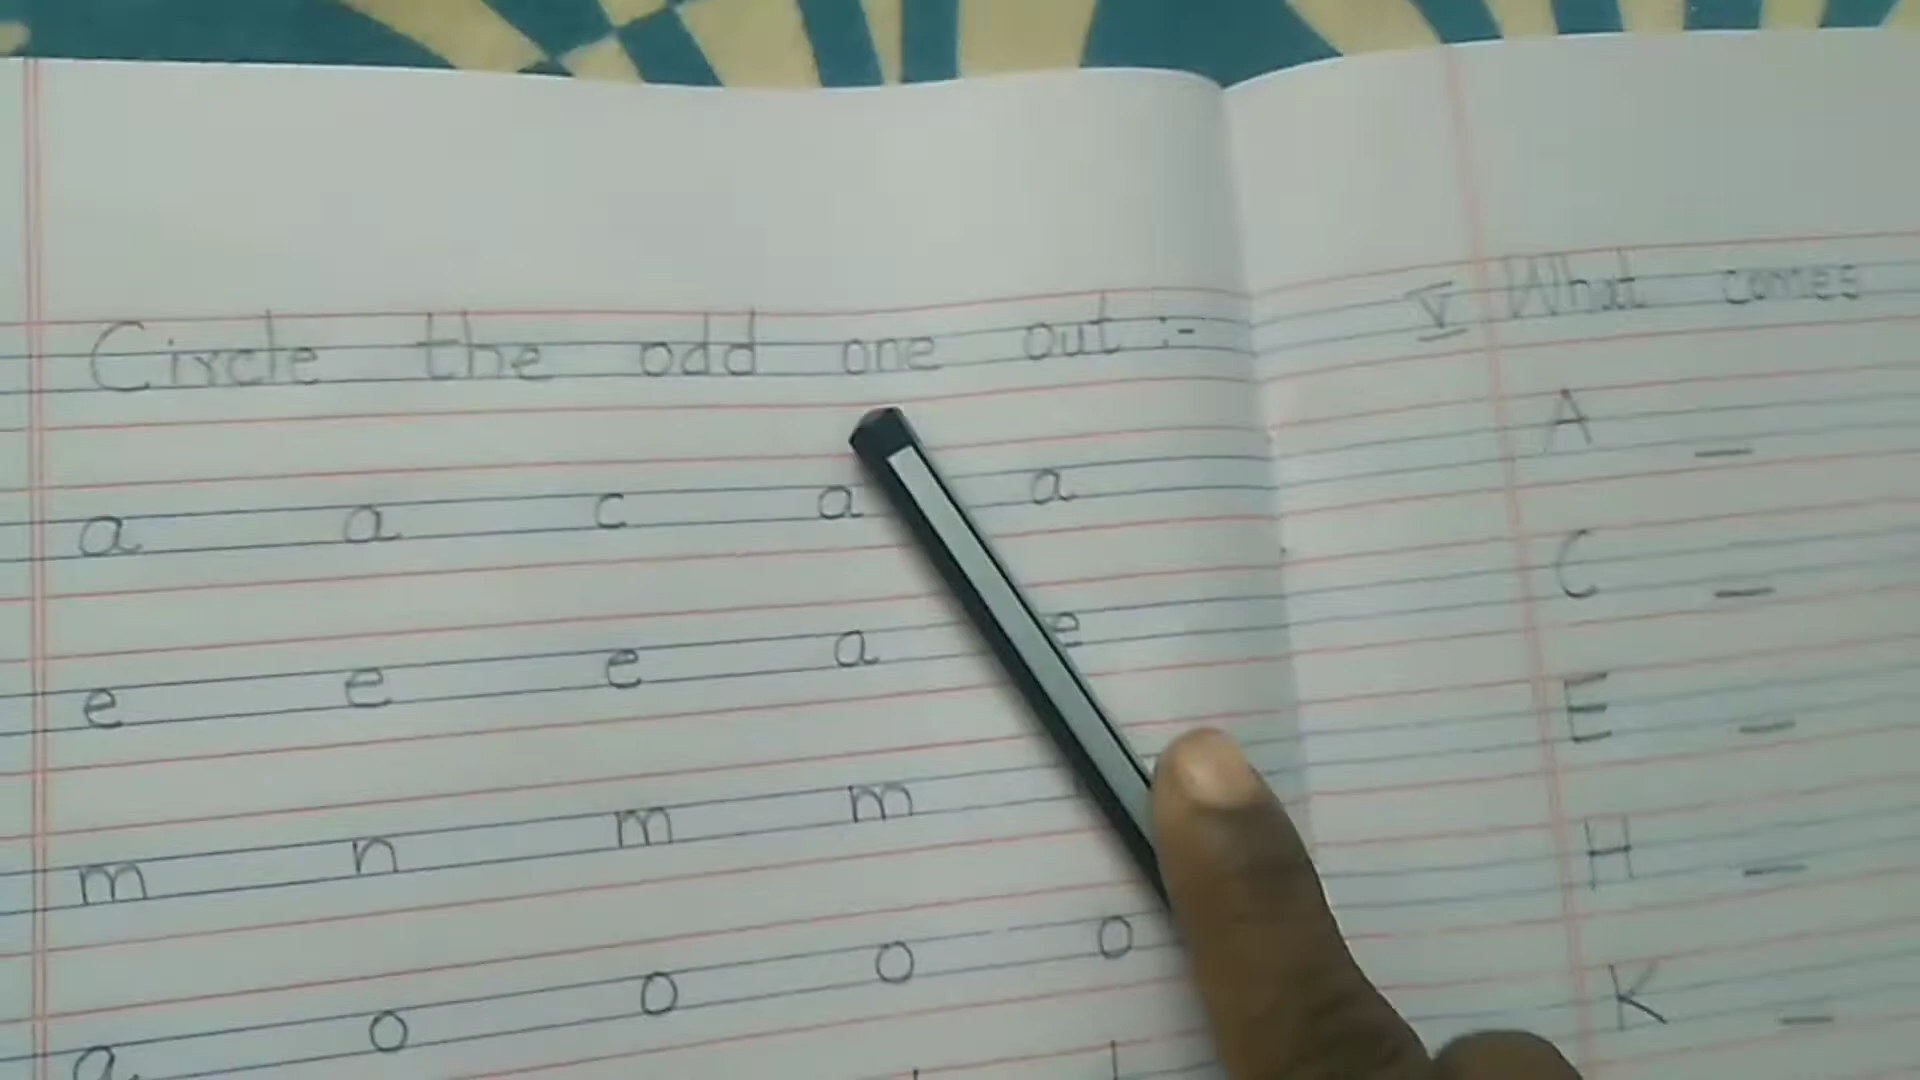 Circle the odd one out :-
a a c a a
e e e a e
m n m m
a o o o o
V What comes
A _
C _
E _
H _
K _